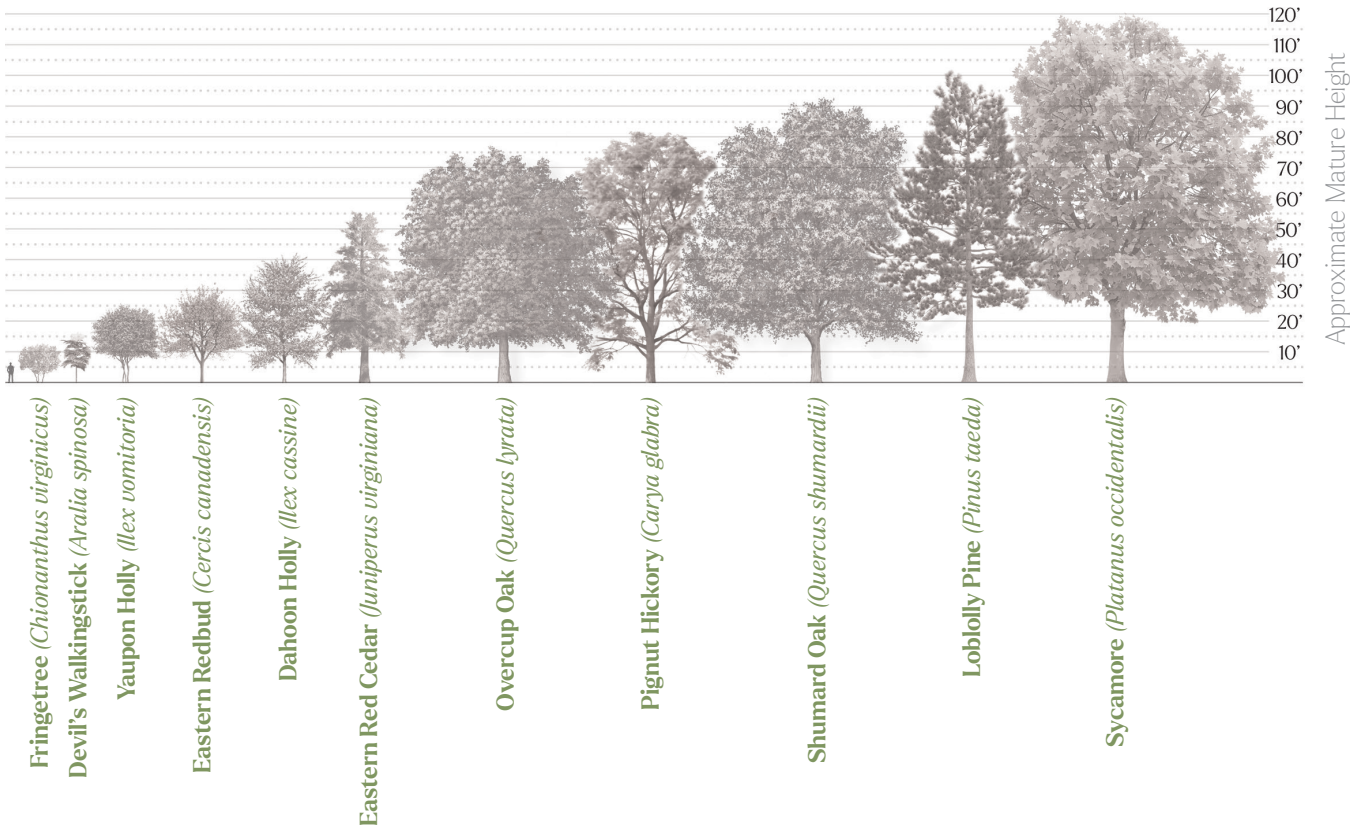 120’
110’
100’
90’
80’
70’
60’
50’
40’
30’
20’
10’
Approximate Mature Height
Fringetree (Chionanthus virginicus)
Devil’s Walkingstick (Aralia spinosa)
Yaupon Holly (Ilex vomitoria)
Eastern Redbud (Cercis canadensis)
Dahoon Holly (Ilex cassine)
Eastern Red Cedar (Juniperus virginiana)
Overcup Oak (Quercus lyrata)
Pignut Hickory (Carya glabra)
Shumard Oak (Quercus shumardii)
Loblolly Pine (Pinus taeda)
Sycamore (Platanus occidentalis)